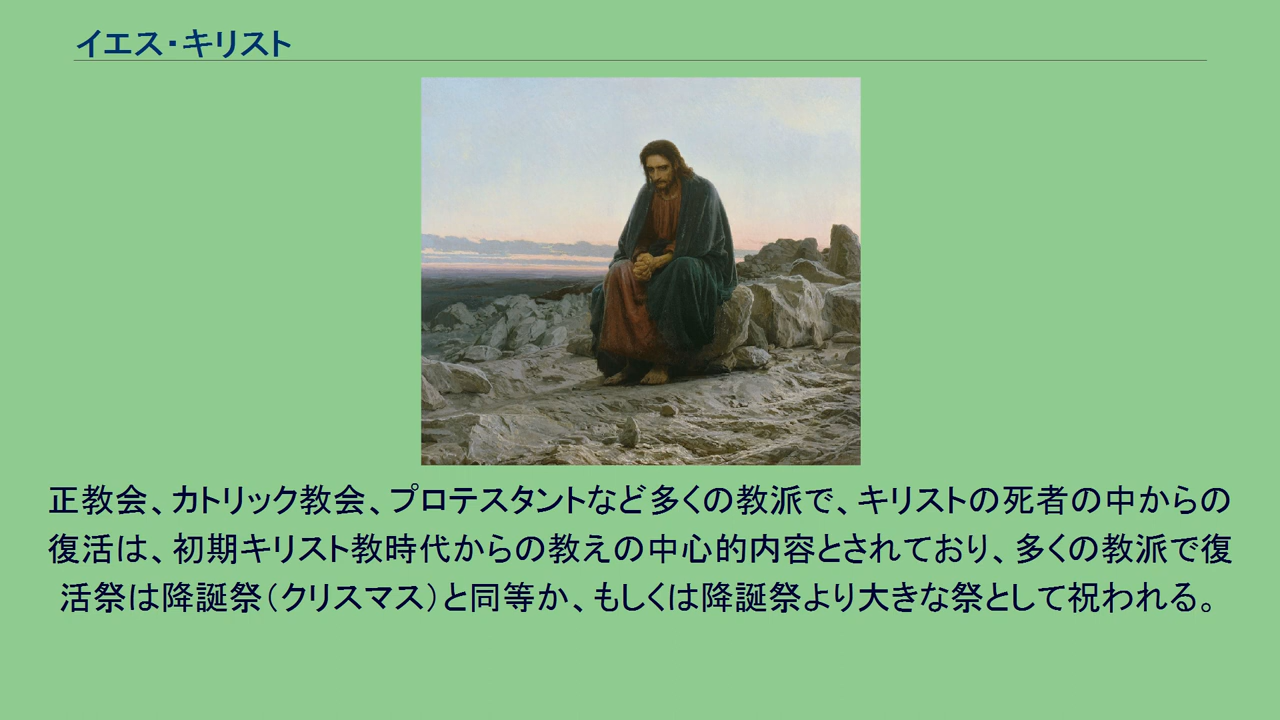 イエス・キリスト
正教会、カトリック教会、プロテスタントなど多くの教派で、キリストの死者の中からの
復活は、初期キリスト教時代からの教えの中心的内容とされており、多くの教派で復
活祭は降誕祭（クリスマス）と同等か、もしくは降誕祭より大きな祭として祝われる。